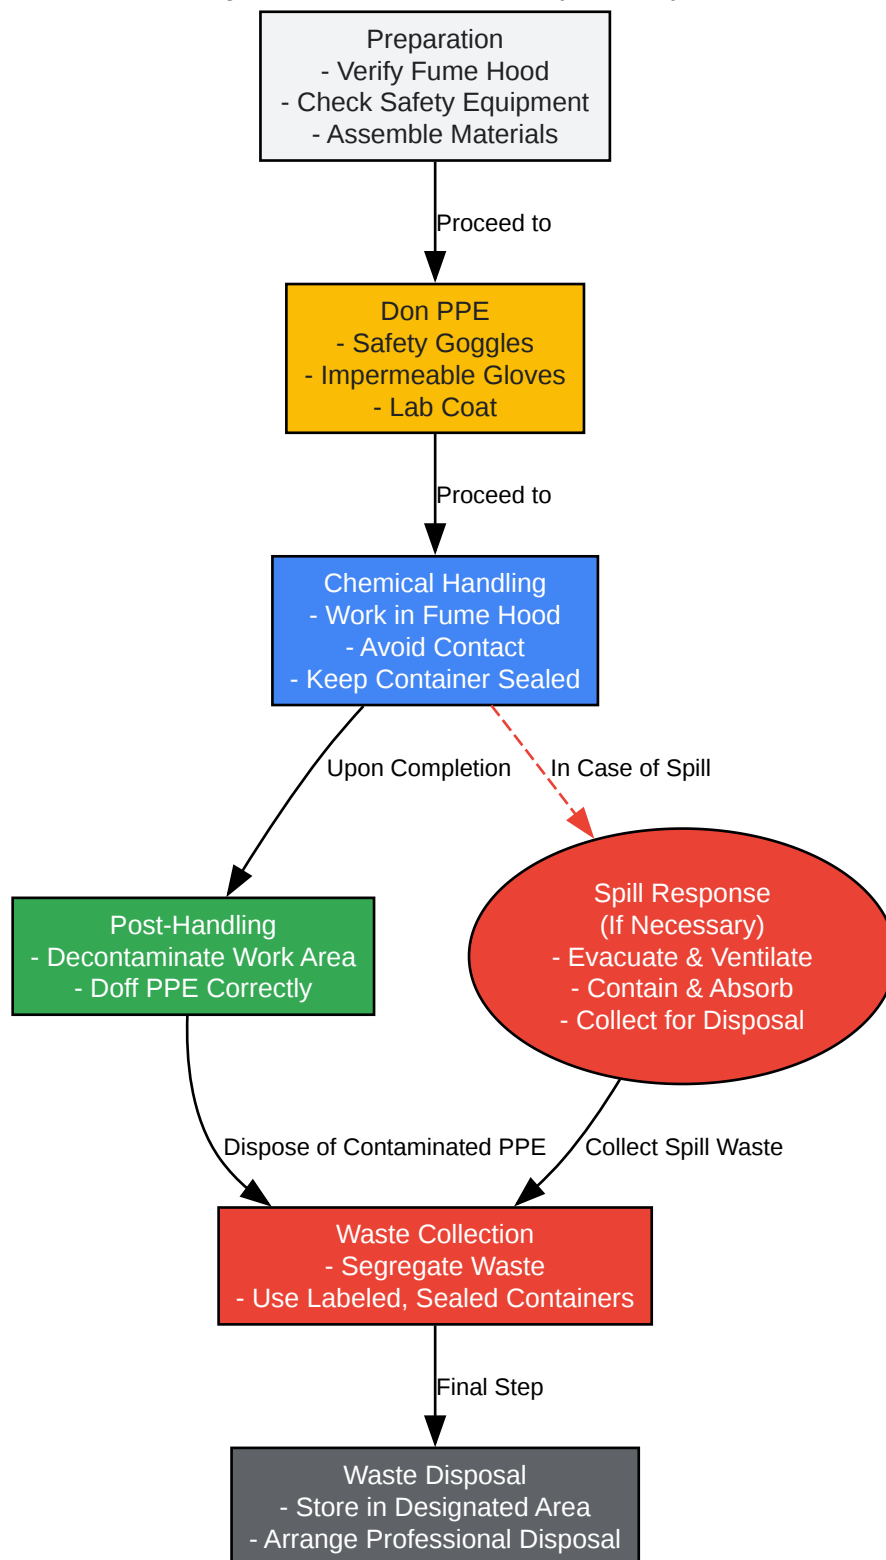 Preparation
- Verify Fume Hood
- Check Safety Equipment
- Assemble Materials
Proceed to
Don PPE
- Safety Goggles
- Impermeable Gloves
- Lab Coat
Proceed to
Chemical Handling
- Work in Fume Hood
- Avoid Contact
- Keep Container Sealed
Upon Completion
In Case of Spill
Post-Handling
- Decontaminate Work Area
- Doff PPE Correctly
Spill Response
(If Necessary)
- Evacuate & Ventilate
- Contain & Absorb
- Collect for Disposal
Dispose of Contaminated PPE
Collect Spill Waste
Waste Collection
- Segregate Waste
- Use Labeled, Sealed Containers
Final Step
Waste Disposal
- Store in Designated Area
- Arrange Professional Disposal